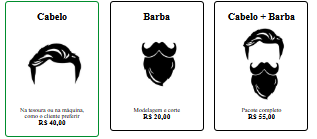 Cabelo
Na tesoura ou na máquina,
como o cliente preferir
R$ 40,00
Barba
Modelagem e corte
R$ 20,00
Cabelo + Barba
Pacote completo
R$ 55,00